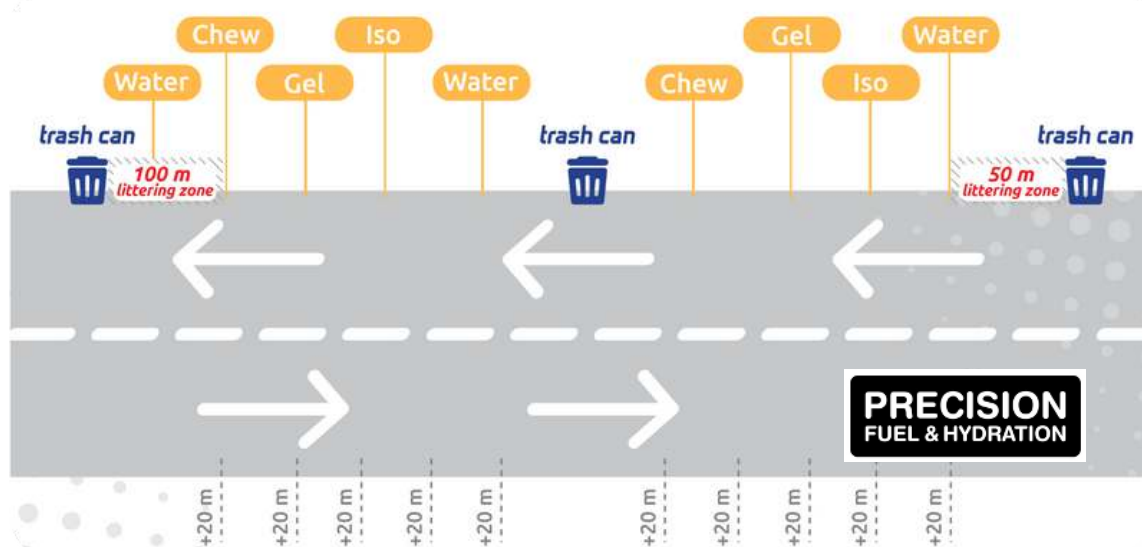 Chew
Iso
Gel
Water
Water
Gel
Water
Chew
Iso
trash can
trash can
trash can
100 m
littering zone
50 m
littering zone
PRECISION
FUEL & HYDRATION
+20 m
+20 m
+20 m
+20 m
+20 m
+20 m
+20 m
+20 m
+20 m
+20 m